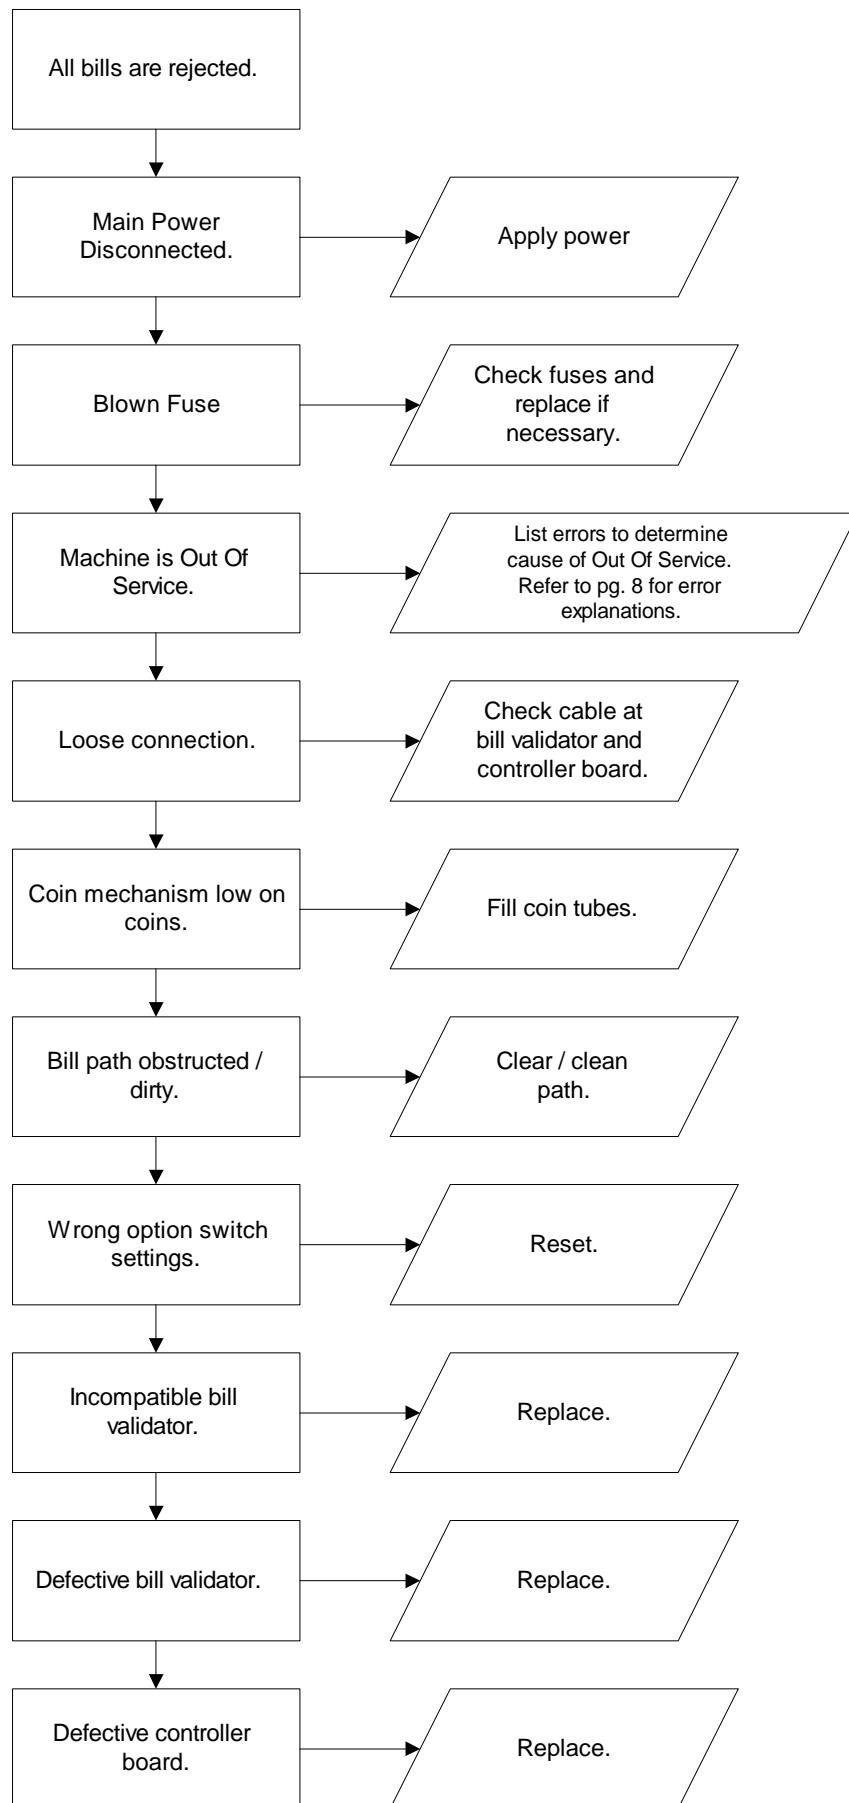 All bills are rejected.
Main Power
Disconnected.
Apply power
Blown Fuse
Check fuses and
replace if
necessary.
Machine is Out Of
Service.
List errors to determine
cause of Out Of Service.
Refer to pg. 8 for error
explanations.
Loose connection.
Check cable at
bill validator and
controller board.
Coin mechanism low on
coins.
Fill coin tubes.
Bill path obstructed /
dirty.
Clear / clean
path.
Wrong option switch
settings.
Reset.
Incompatible bill
validator.
Replace.
Defective bill validator.
Replace.
Defective controller
board.
Replace.